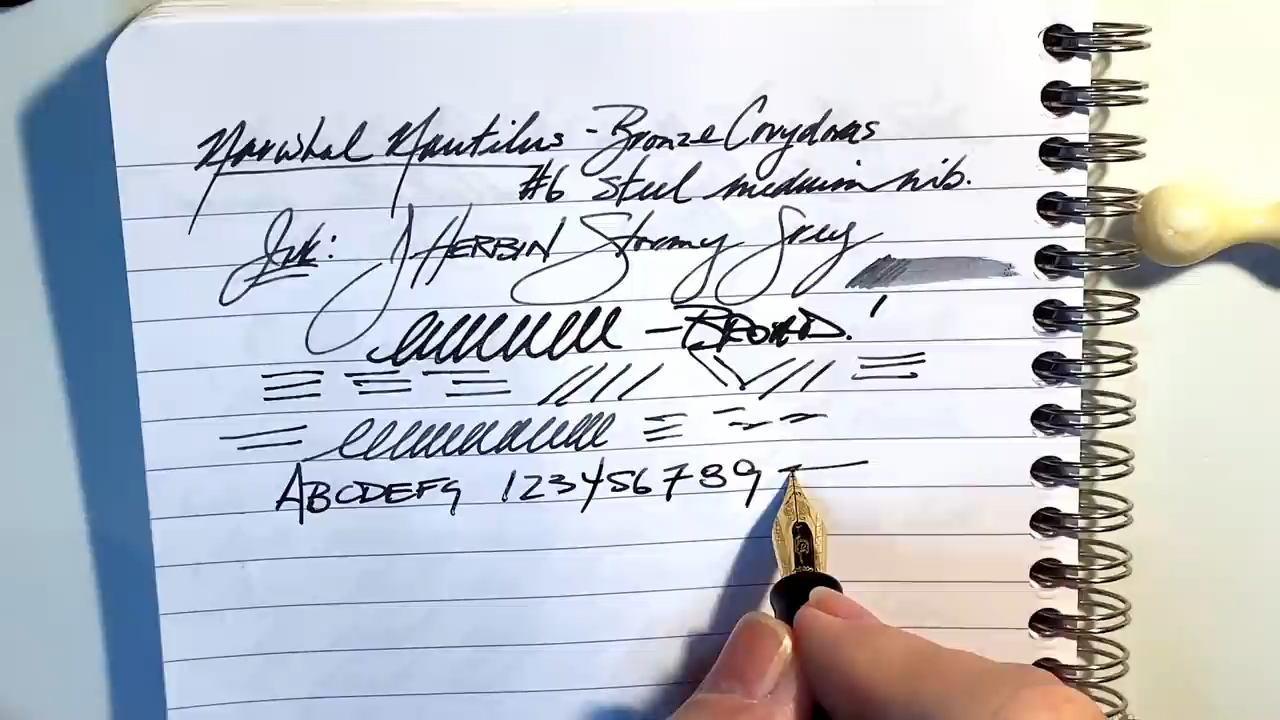 Narwhal Nautilus - Bronze Corydoras
#6 steel medium nib.
Ink: J HERBIN Stormy Grey
- BROAD!
ABCDEFG 123456789